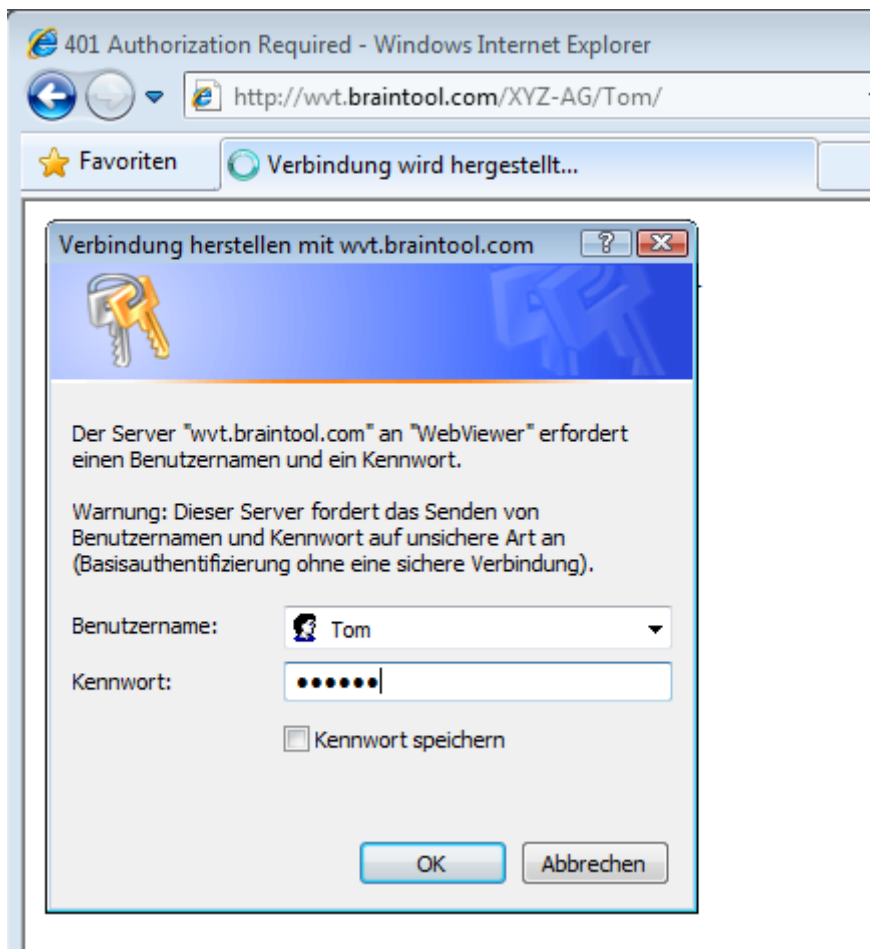 401 Authorization Required - Windows Internet Explorer
http://wvt.braintool.com/XYZ-AG/Tom/
Favoriten
Verbindung wird hergestellt...
Verbindung herstellen mit wvt.braintool.com
Der Server "wvt.braintool.com" an "WebViewer" erfordert
einen Benutzernamen und ein Kennwort.
Warnung: Dieser Server fordert das Senden von
Benutzernamen und Kennwort auf unsichere Art an
(Basisauthentifizierung ohne eine sichere Verbindung).
Benutzername:
Tom
Kennwort:
••••••
Kennwort speichern
OK
Abbrechen